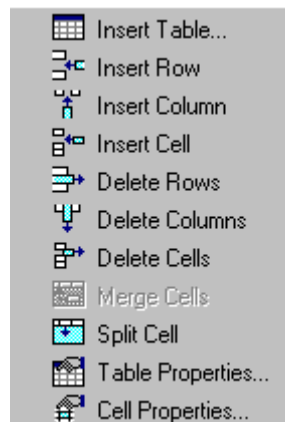 Insert Table...
Insert Row
Insert Column
Insert Cell
Delete Rows
Delete Columns
Delete Cells
Merge Cells
Split Cell
Table Properties...
Cell Properties...